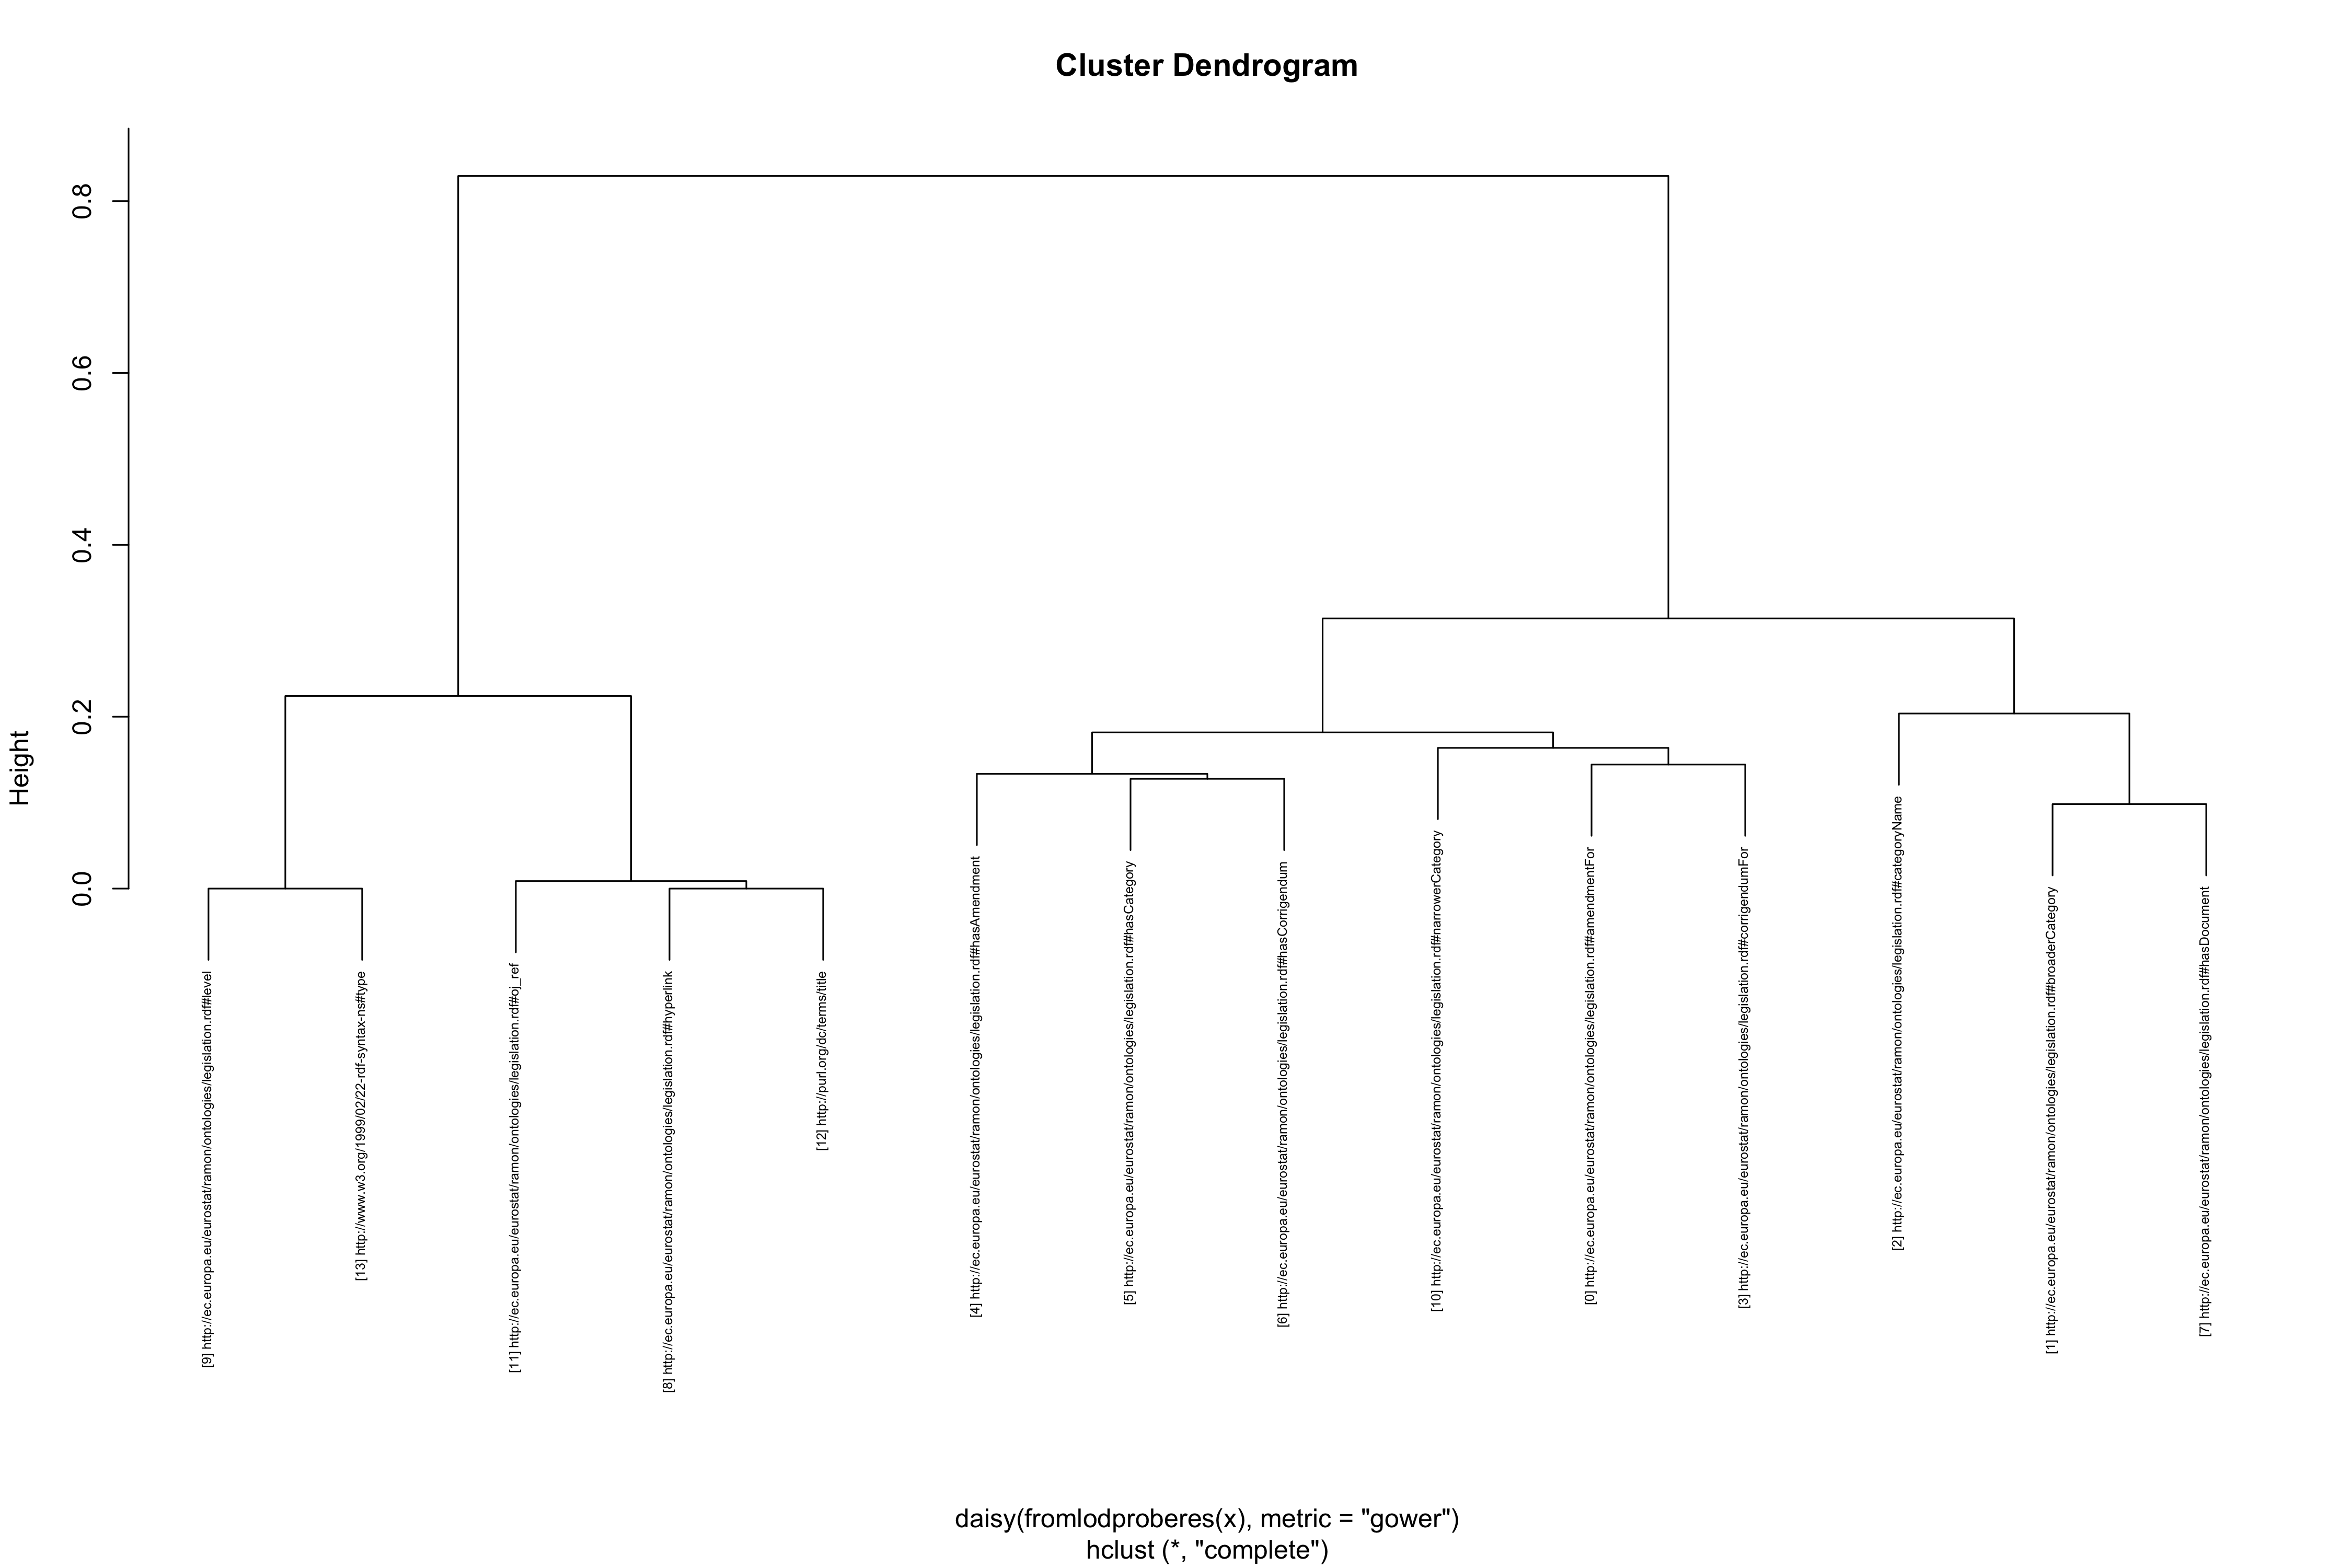 Cluster Dendrogram
Height
0.0
0.2
0.4
0.6
0.8
[9] http://ec.europa.eu/eurostat/ramon/ontologies/legislation.rdf#level
[13] http://www.w3.org/1999/02/22-rdf-syntax-ns#type
[11] http://ec.europa.eu/eurostat/ramon/ontologies/legislation.rdf#oj_ref
[8] http://ec.europa.eu/eurostat/ramon/ontologies/legislation.rdf#hyperlink
[12] http://purl.org/dc/terms/title
[4] http://ec.europa.eu/eurostat/ramon/ontologies/legislation.rdf#hasAmendment
[5] http://ec.europa.eu/eurostat/ramon/ontologies/legislation.rdf#hasCategory
[6] http://ec.europa.eu/eurostat/ramon/ontologies/legislation.rdf#hasCorrigendum
[10] http://ec.europa.eu/eurostat/ramon/ontologies/legislation.rdf#narrowerCategory
[0] http://ec.europa.eu/eurostat/ramon/ontologies/legislation.rdf#amendmentFor
[3] http://ec.europa.eu/eurostat/ramon/ontologies/legislation.rdf#corrigendumFor
[2] http://ec.europa.eu/eurostat/ramon/ontologies/legislation.rdf#categoryName
[1] http://ec.europa.eu/eurostat/ramon/ontologies/legislation.rdf#broaderCategory
[7] http://ec.europa.eu/eurostat/ramon/ontologies/legislation.rdf#hasDocument
daisy(fromlodproberes(x), metric = "gower")
hclust (*, "complete")